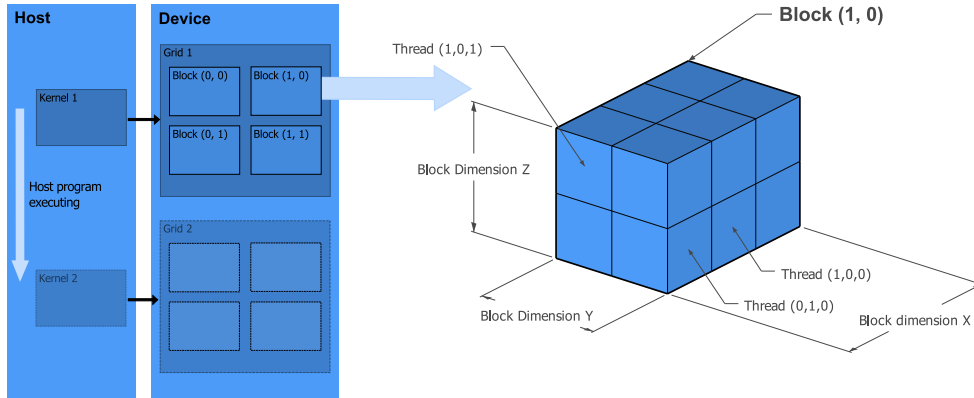 Host
Device
Block (1, 0)
Grid 1
Thread (1,0,1)
Block (0, 0)
Block (1, 0)
Kernel 1
Block (0, 1)
Block (1, 1)
Block Dimension Z
Host program
executing
Grid 2
Kernel 2
Thread (1,0,0)
Thread (0,1,0)
Block Dimension Y
Block dimension X